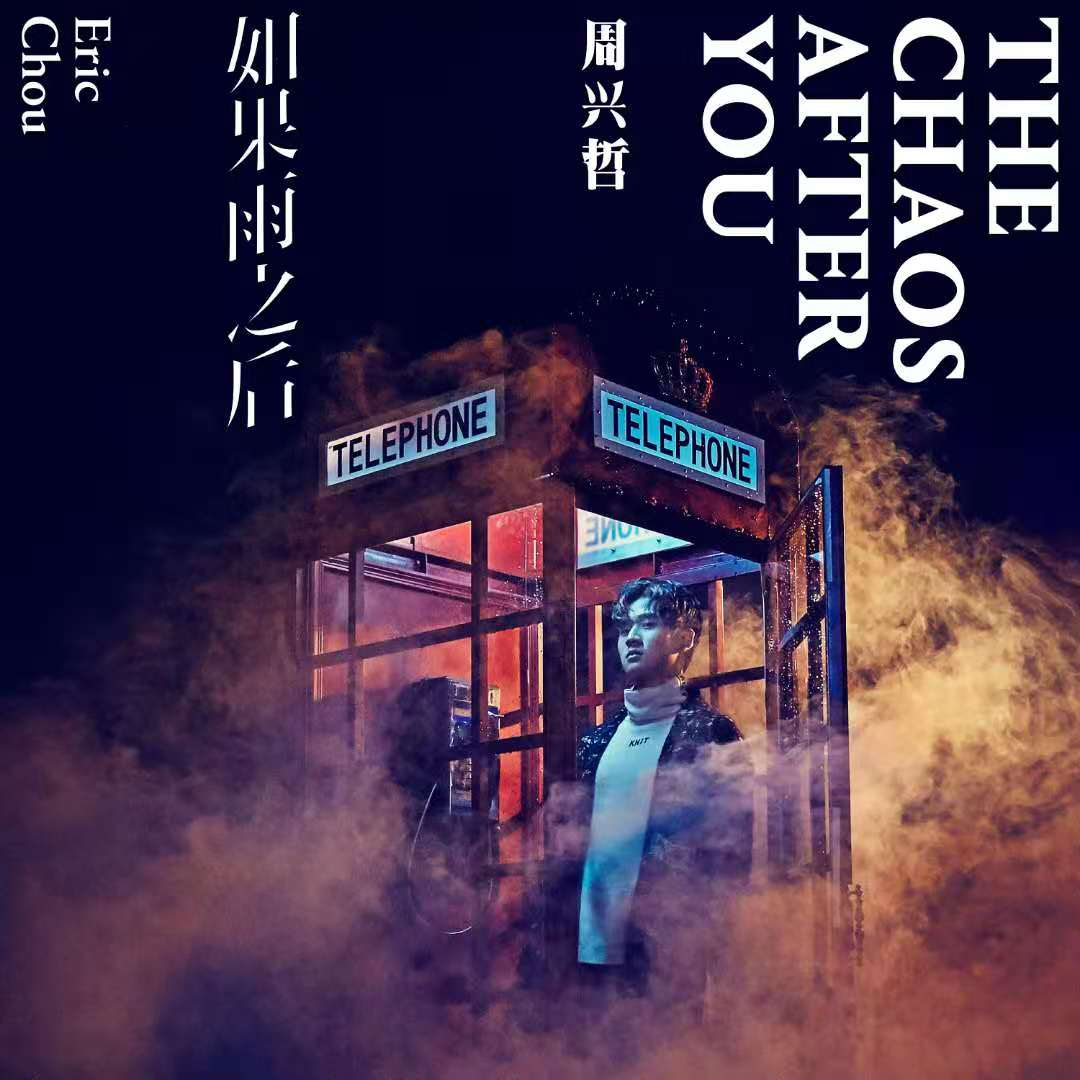 THE
CHAOS
AFTER
YOU
周兴哲
如果雨之后
Eric
Chou
TELEPHONE
TELEPHONE
KNIT